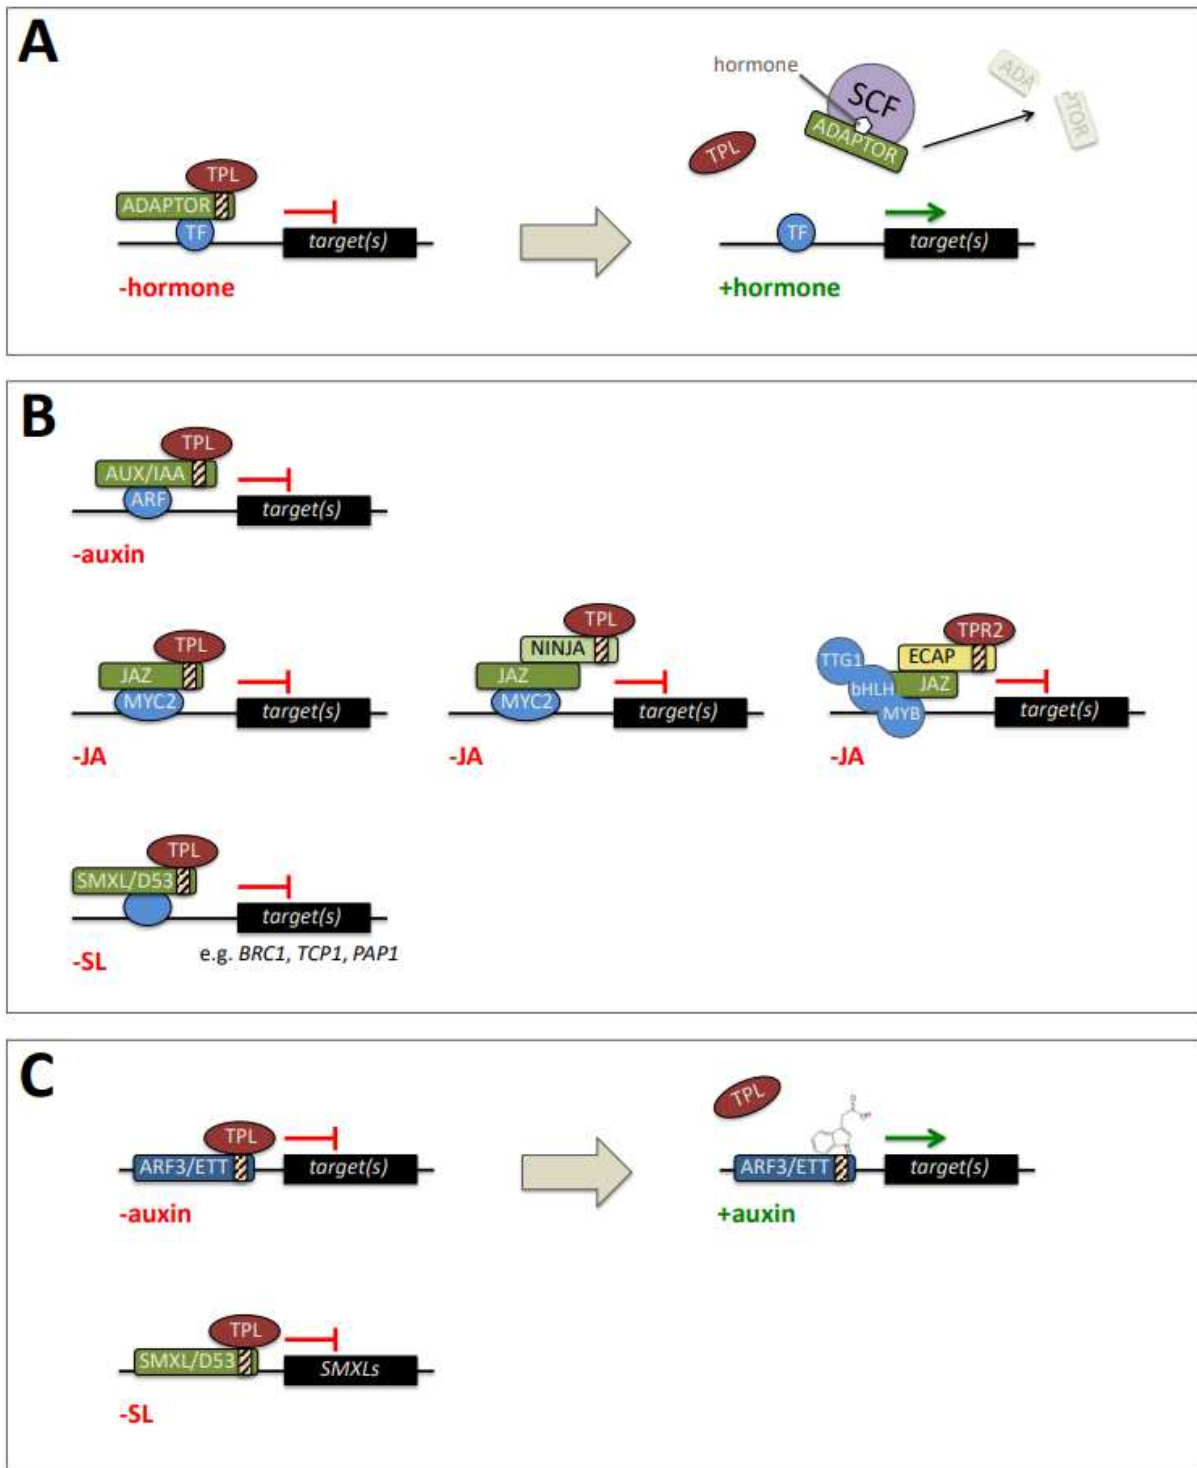 A
hormone
SCF
ADAPTOR
ADA
PTOR
TPL
TPL
ADAPTOR
TF
target(s)
TF
target(s)
-hormone
+hormone
B
TPL
AUX/IAA
ARF
target(s)
-auxin
TPL
JAZ
MYC2
target(s)
-JA
TPL
NINJA
JAZ
MYC2
target(s)
-JA
TPR2
ECAP
TTG1
bHLH
JAZ
MYB
target(s)
-JA
TPL
SMXL/D53
target(s)
e.g. BRC1, TCP1, PAP1
-SL
C
TPL
ARF3/ETT
target(s)
-auxin
TPL
O
OH
ARF3/ETT
target(s)
+auxin
TPL
SMXL/D53
SMXLs
-SL